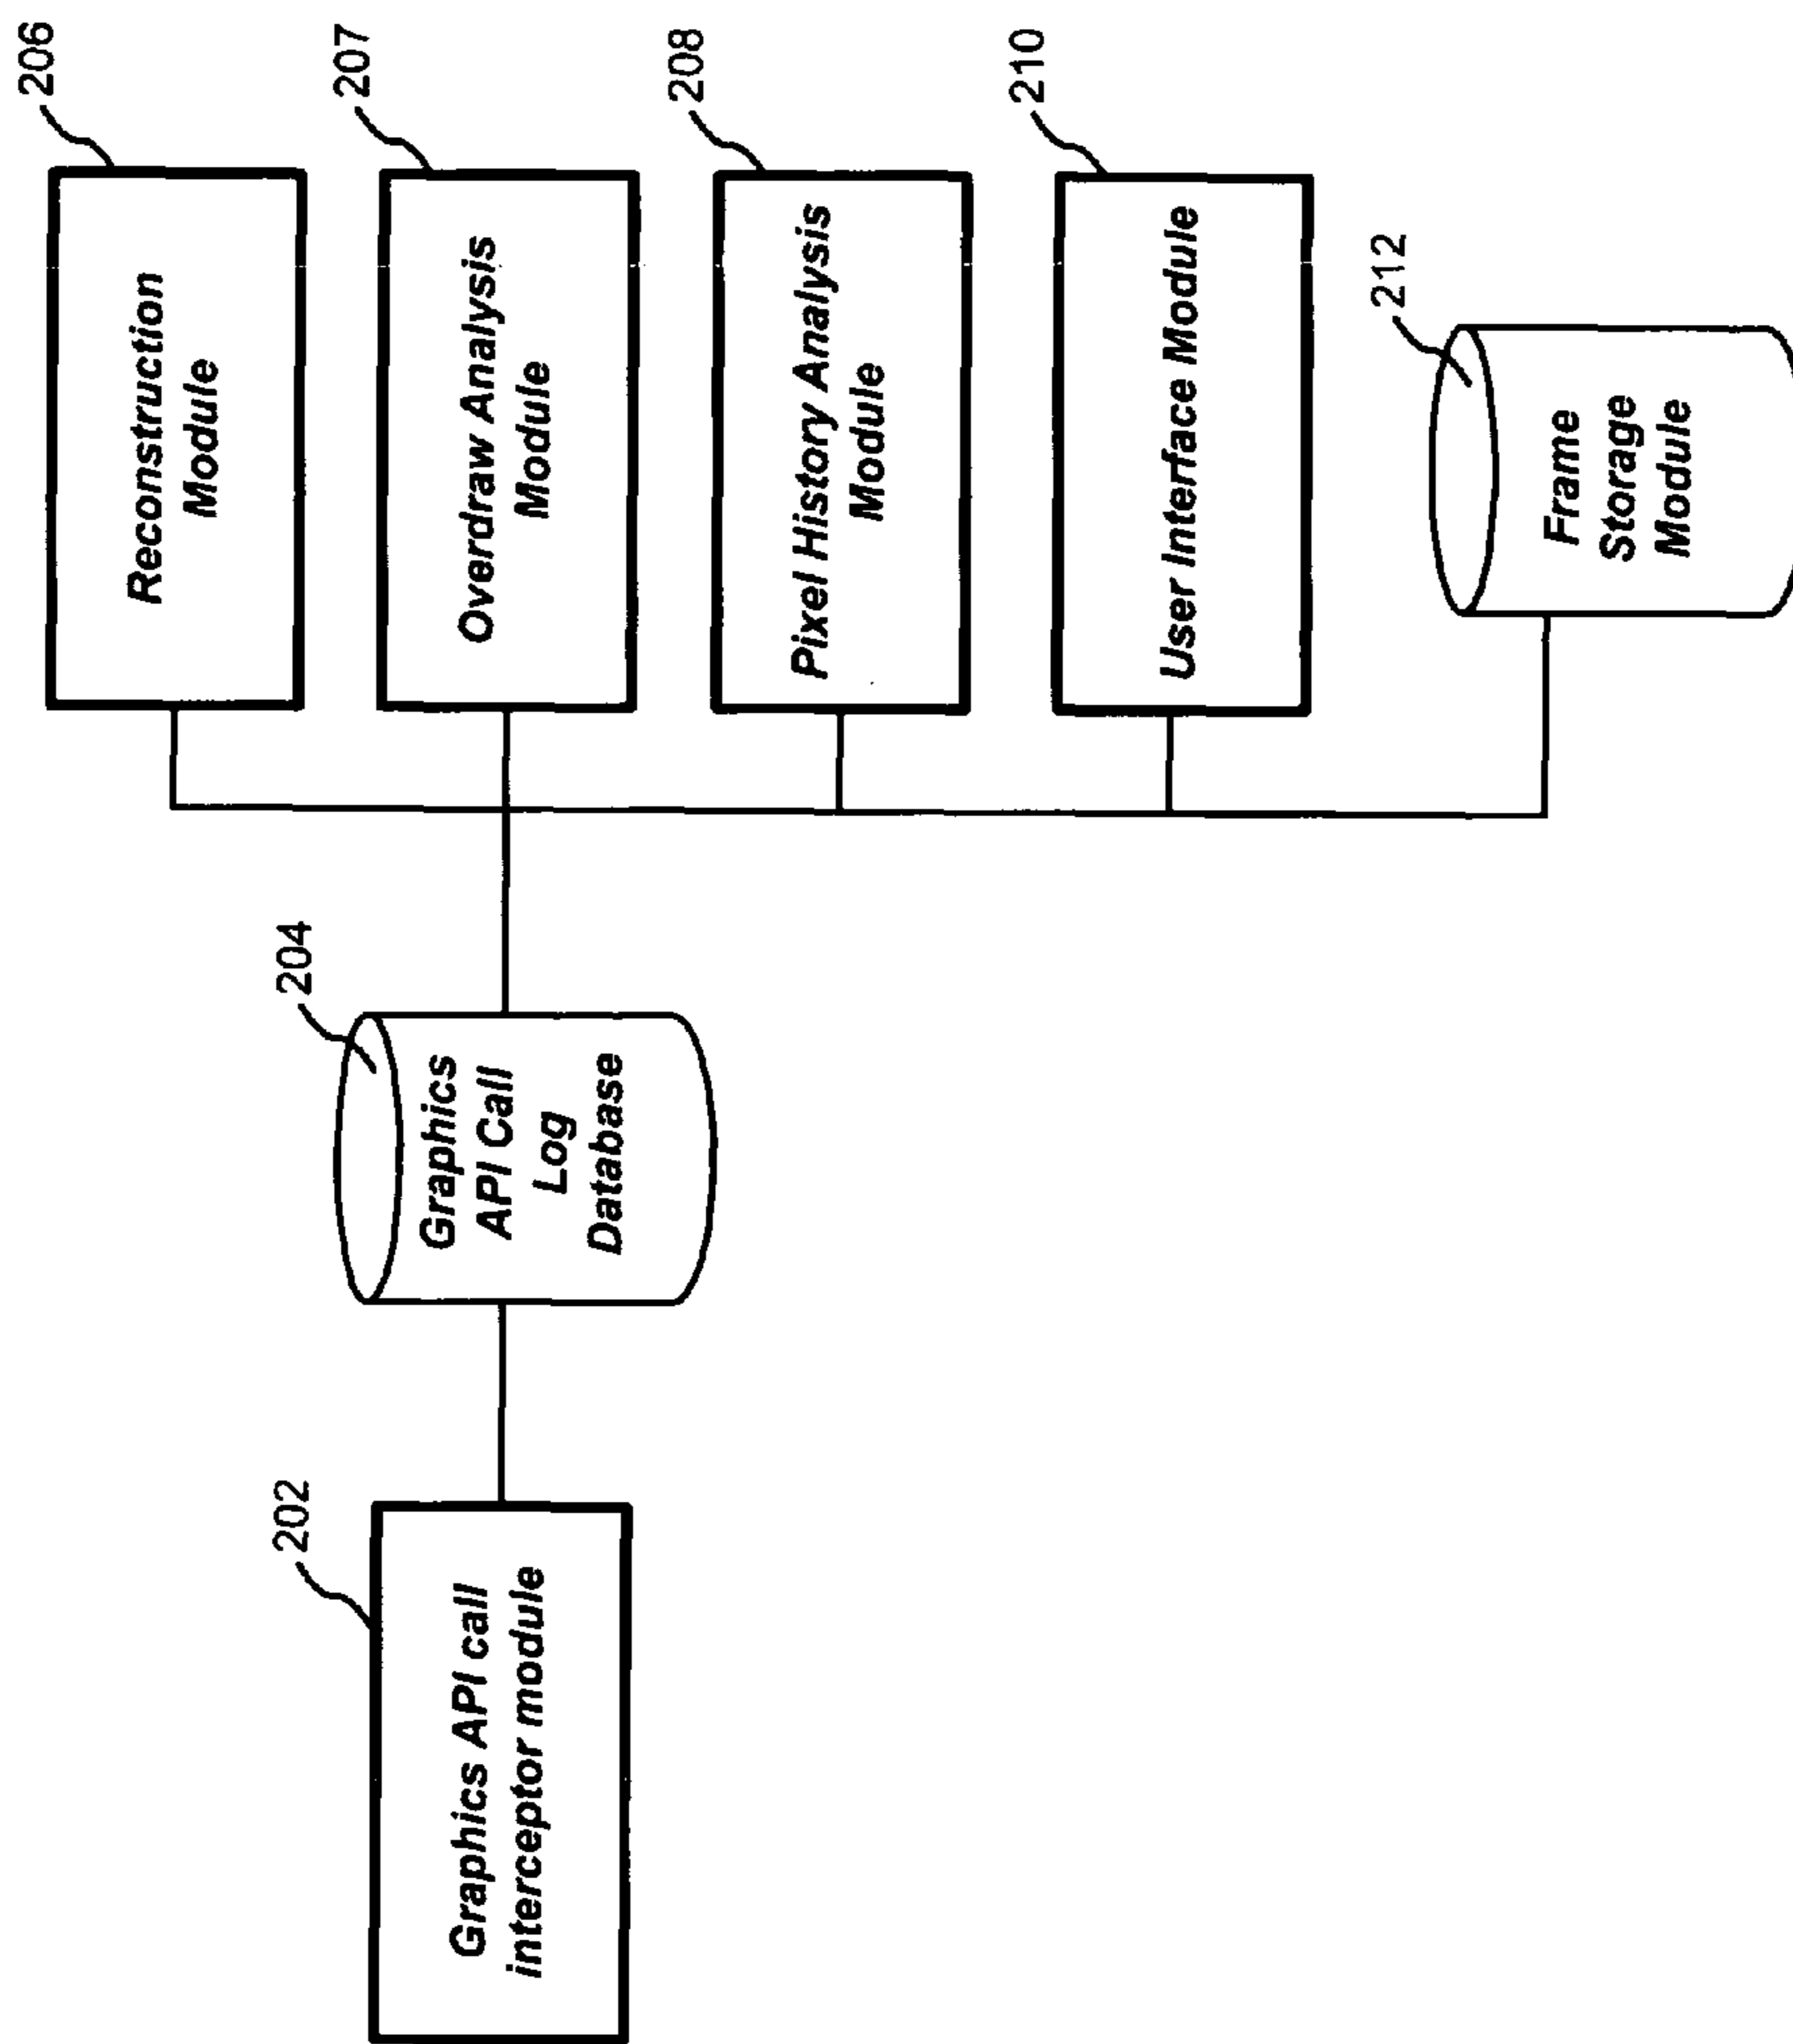 202
Graphics API call
interceptor module
204
Graphics
API Call
Log
Database
206
Reconstruction
Module
207
Overdraw Analysis
Module
208
Pixel History Analysis
Module
210
User Interface Module
212
Frame
Storage
Module